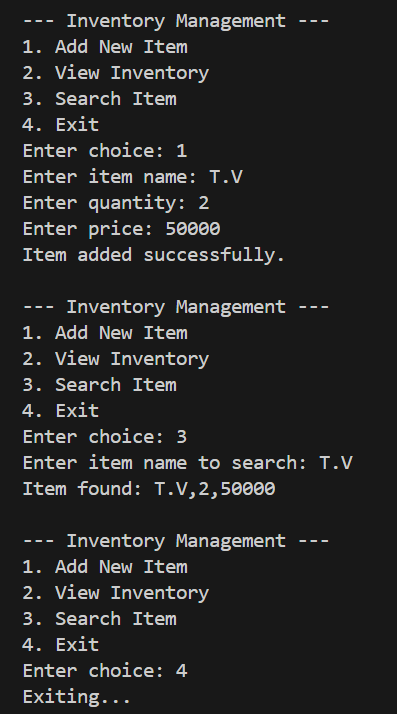 --- Inventory Management ---
1. Add New Item
2. View Inventory
3. Search Item
4. Exit
Enter choice: 1
Enter item name: T.V
Enter quantity: 2
Enter price: 50000
Item added successfully.

--- Inventory Management ---
1. Add New Item
2. View Inventory
3. Search Item
4. Exit
Enter choice: 3
Enter item name to search: T.V
Item found: T.V,2,50000

--- Inventory Management ---
1. Add New Item
2. View Inventory
3. Search Item
4. Exit
Enter choice: 4
Exiting...